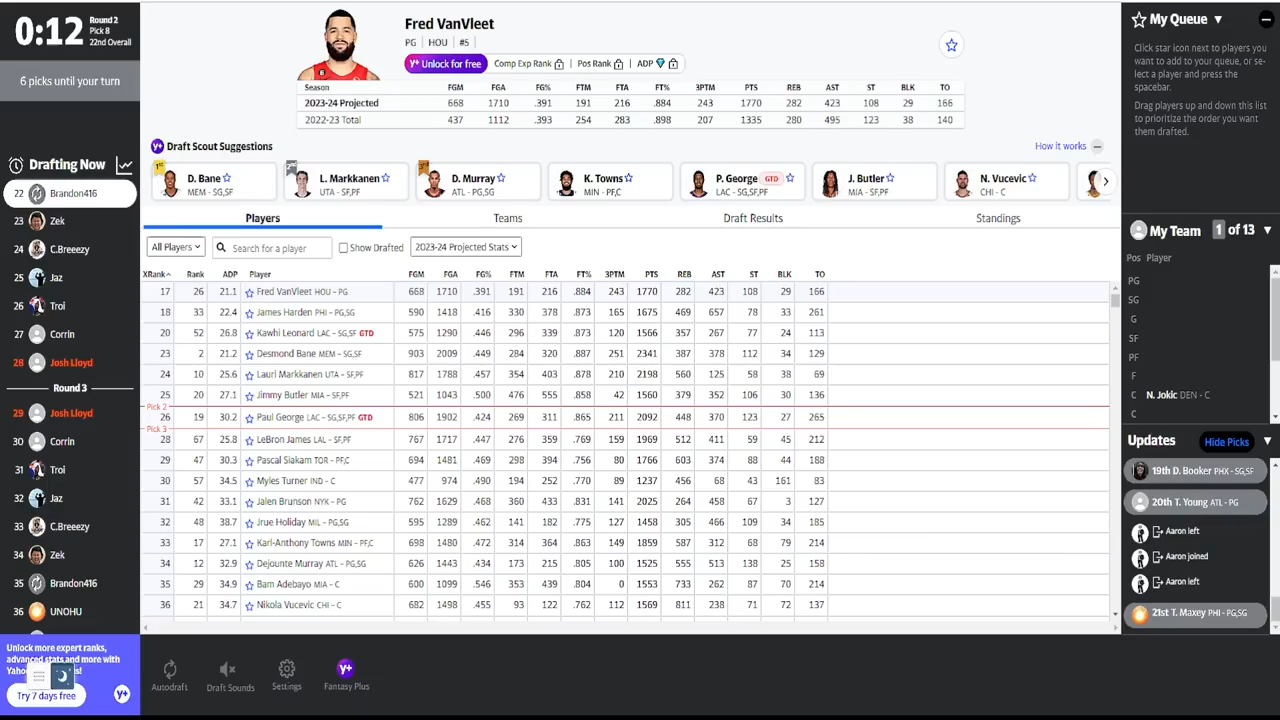 0:12
Round 2
Pick 8
22nd Overall
6 picks until your turn
Drafting Now
22 Brandon416
23 Zek
24 C.Breeezy
25 Jaz
26 Troi
27 Corrin
28 Josh Lloyd
Round 3
29 Josh Lloyd
30 Corrin
31 Troi
32 Jaz
33 C.Breeezy
34 Zek
35 Brandon416
36 UNOHU
Unlock more expert ranks,
advanced stats and more with
Try 7 days free
Y+
Fred VanVleet
PG | HOU | #5
Y+ Unlock for free Comp Exp Rank | Pos Rank | ADP
Season FGM FGA FG% FTM FTA FT% 3PTM PTS REB AST ST BLK TO
2023-24 Projected 668 1710 .391 191 216 .884 243 1770 282 423 108 29 166
2022-23 Total 437 1112 .393 254 283 .898 207 1335 280 495 123 38 140
Y+ Draft Scout Suggestions How it works
D. Bane L. Markkanen D. Murray K. Towns P. George GTD J. Butler N. Vucevic
MEM - SG,SF UTA - SF,PF ATL - PG,SG MIN - PF,C LAC - SG,SF,PF MIA - SF,PF CHI - C
Players Teams Draft Results Standings
All Players Search for a player Show Drafted 2023-24 Projected Stats
XRank Rank ADP Player FGM FGA FG% FTM FTA FT% 3PTM PTS REB AST ST BLK TO
17 26 21.1 Fred VanVleet HOU - PG 668 1710 .391 191 216 .884 243 1770 282 423 108 29 166
18 33 22.4 James Harden PHI - PG,SG 590 1418 .416 330 378 .873 165 1675 469 657 78 33 261
20 52 26.8 Kawhi Leonard LAC - SG,SF GTD 575 1290 .446 296 339 .873 120 1566 357 267 77 24 113
23 2 21.2 Desmond Bane MEM - SG,SF 903 2009 .449 284 320 .887 251 2341 387 378 112 34 129
24 10 25.6 Lauri Markkanen UTA - SF,PF 817 1788 .457 354 403 .878 210 2198 560 125 58 38 69
25 20 27.1 Jimmy Butler MIA - SF,PF 521 1043 .500 476 555 .858 42 1560 379 352 106 30 136
Pick 2
26 19 30.2 Paul George LAC - SG,SF,PF GTD 806 1902 .424 269 311 .865 211 2092 448 370 123 27 265
Pick 3
28 67 25.8 LeBron James LAL - SF,PF 767 1717 .447 276 359 .769 159 1969 512 411 59 45 212
29 47 30.3 Pascal Siakam TOR - PF,C 694 1481 .469 298 394 .756 80 1766 603 374 88 44 188
30 57 34.5 Myles Turner IND - C 477 974 .490 194 252 .770 89 1237 456 68 43 161 83
31 42 33.1 Jalen Brunson NYK - PG 762 1629 .468 360 433 .831 141 2025 264 458 67 3 127
32 48 38.7 Jrue Holiday MIL - PG,SG 595 1289 .462 141 182 .775 127 1458 305 466 109 34 185
33 17 27.1 Karl-Anthony Towns MIN - PF,C 698 1480 .472 314 364 .863 149 1859 587 312 68 79 214
34 12 32.9 Dejounte Murray ATL - PG,SG 626 1443 .434 173 215 .805 100 1525 555 513 138 25 158
35 29 34.9 Bam Adebayo MIA - C 600 1099 .546 353 439 .804 0 1553 733 262 87 70 214
36 21 34.7 Nikola Vucevic CHI - C 682 1498 .455 93 122 .762 112 1569 811 238 71 72 137
Autodraft Draft Sounds Settings Fantasy Plus
My Queue
Click star icon next to players you
want to add to your queue, or se-
lect a player and press the
spacebar.
Drag players up and down this list
to prioritize the order you want
them drafted.
My Team 1 of 13
Pos Player
PG
SG
G
SF
PF
F
C N. Jokic DEN - C
C
Updates Hide Picks
19th D. Booker PHX - SG,SF
20th T. Young ATL - PG
Aaron left
Aaron joined
Aaron left
21st T. Maxey PHI - PG,SG